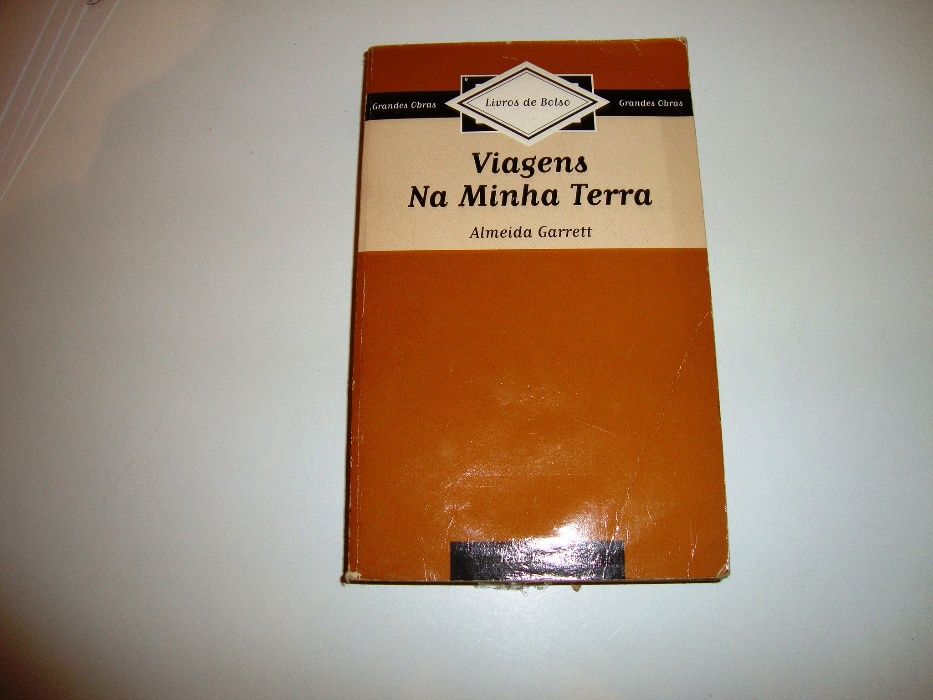 Livros de Bolso
Grandes Obras Grandes Obras
Viagens
Na Minha Terra
Almeida Garrett